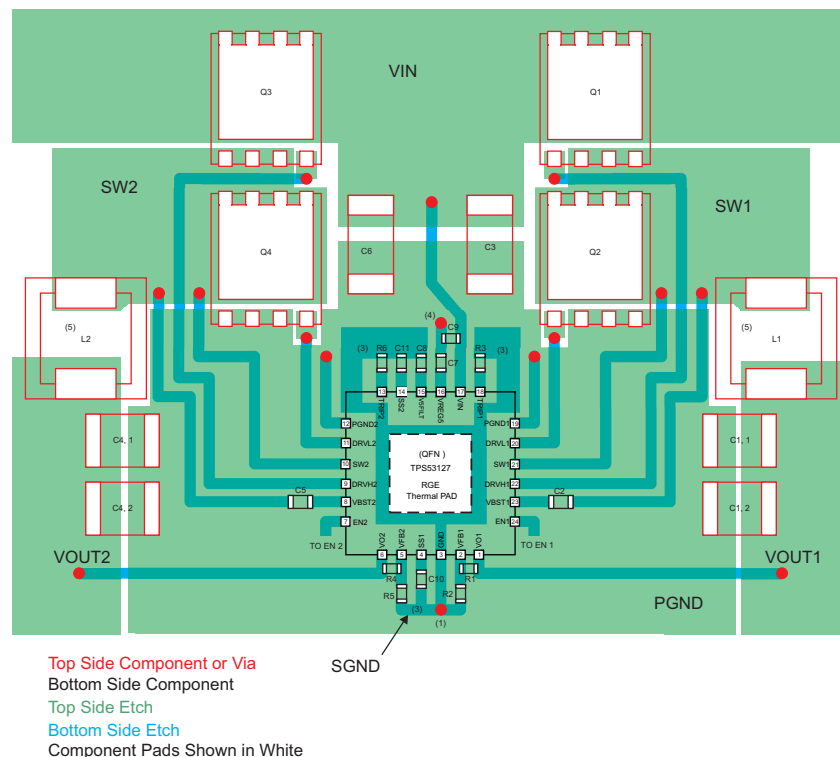 VIN
Q3
Q1
SW2
SW1
Q4
C6
C3
Q2
(5)
L2
(5)
L1
(4)
C9
(3)
R6
C11
C8
C7
R3
(3)
13
14
15
16
17
18
TRIP2
SS2
V5FILT
VREG5
VIN
TRIP1
12
PGND2
PGND1
19
11
DRVL2
DRVL1
20
10
SW2
SW1
21
9
DRVH2
DRVH1
22
8
VBST2
VBST1
23
7
EN2
EN1
24
(QFN )
TPS53127
RGE
Thermal PAD
C4, 1
C1, 1
C5
C2
C4, 2
C1, 2
TO EN 2
TO EN 1
VO2
VFB2
SS1
GND
VFB1
VO1
6
5
4
3
2
1
VOUT2
VOUT1
R4
C10
R1
R5
R2
(3)
(1)
PGND
SGND
Top Side Component or Via
Bottom Side Component
Top Side Etch
Bottom Side Etch
Component Pads Shown in White